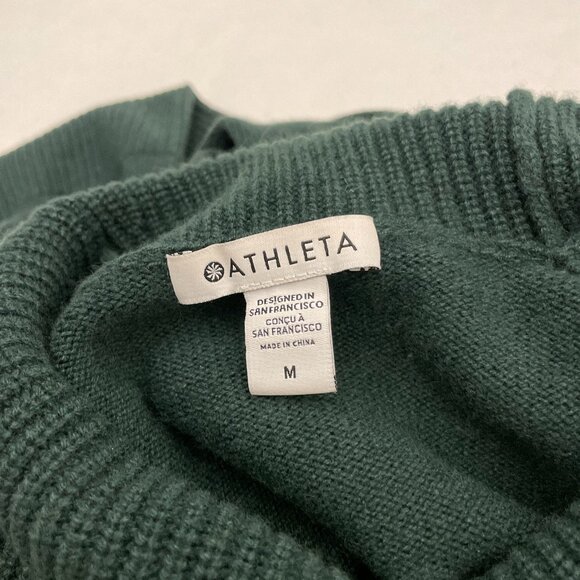 ATHLETA
DESIGNED IN
SAN FRANCISCO
CONÇU À
SAN FRANCISCO
MADE IN CHINA
M